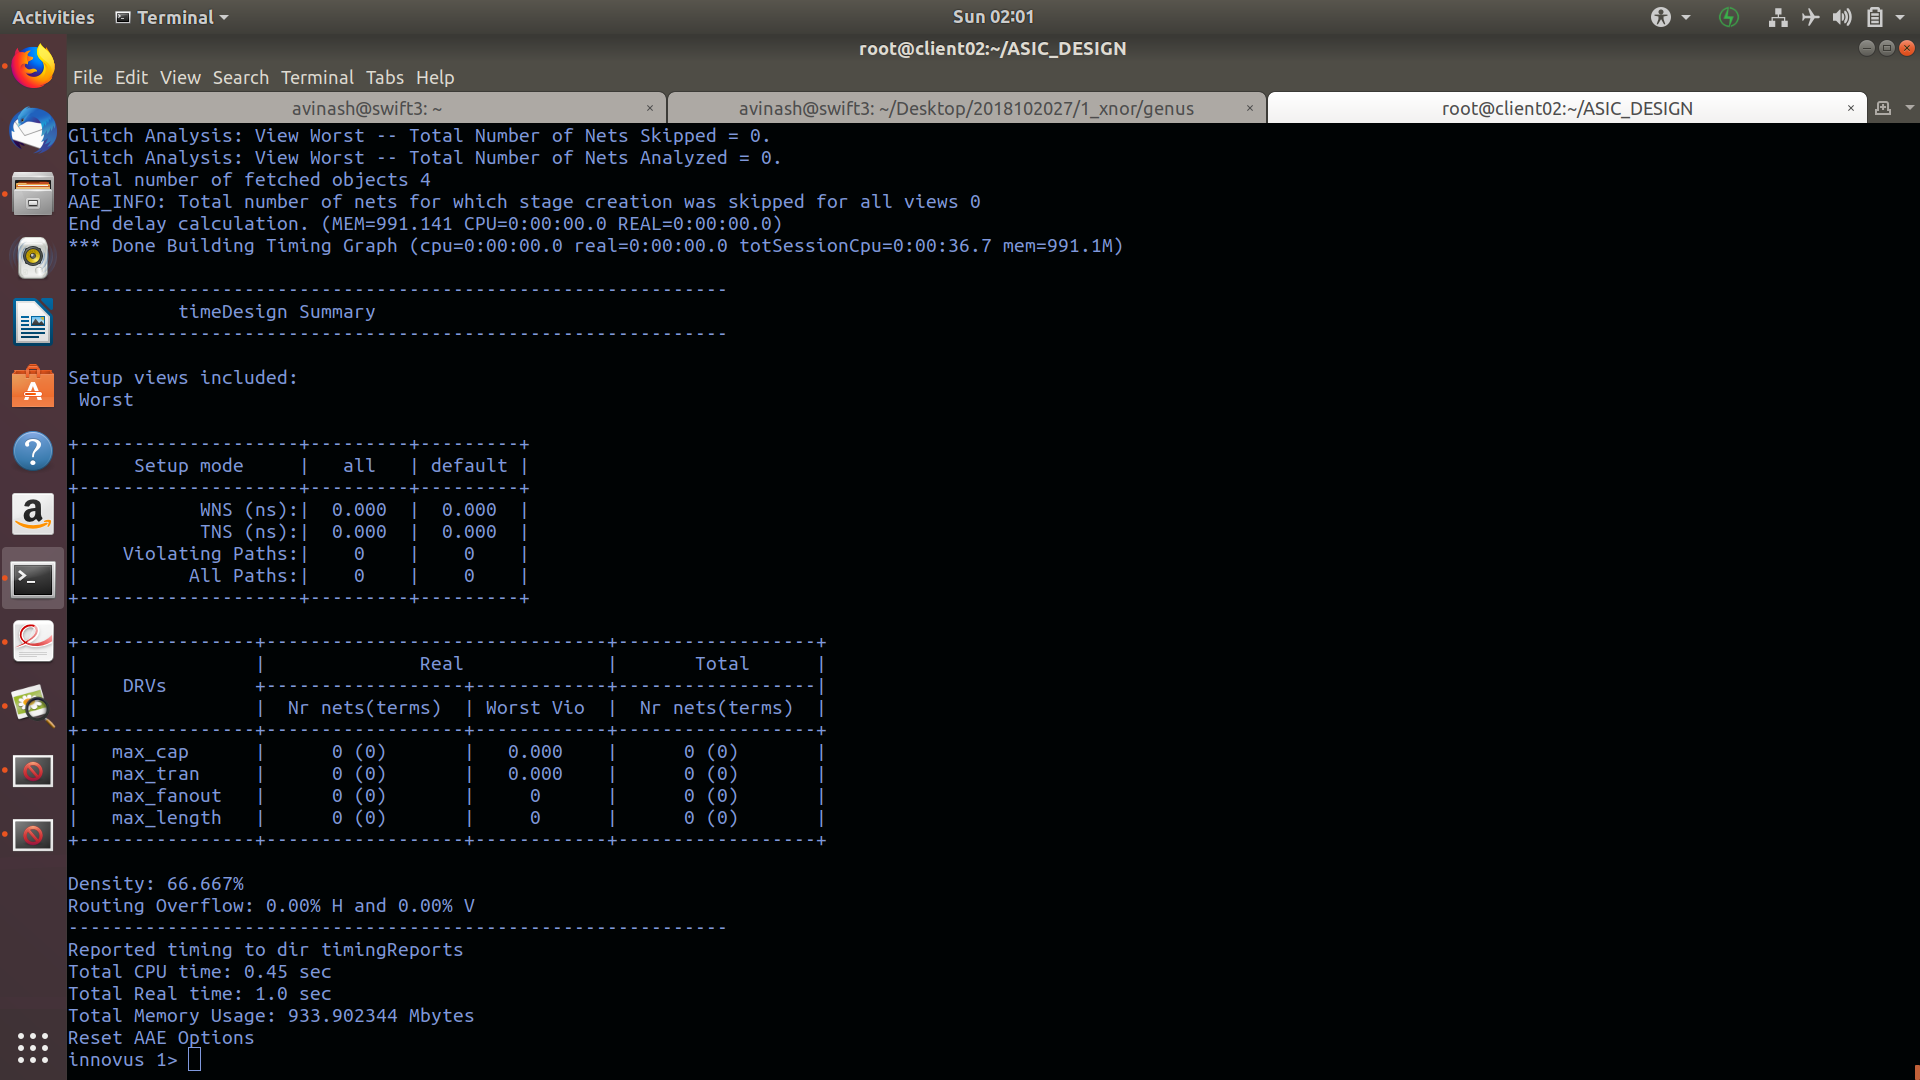 Activities Terminal Sun 02:01
root@client02:~/ASIC_DESIGN
File Edit View Search Terminal Tabs Help
avinash@swift3: ~ × avinash@swift3: ~/Desktop/2018102027/1_xnor/genus × root@client02:~/ASIC_DESIGN ×
Glitch Analysis: View Worst -- Total Number of Nets Skipped = 0.
Glitch Analysis: View Worst -- Total Number of Nets Analyzed = 0.
Total number of fetched objects 4
AAE_INFO: Total number of nets for which stage creation was skipped for all views 0
End delay calculation. (MEM=991.141 CPU=0:00:00.0 REAL=0:00:00.0)
*** Done Building Timing Graph (cpu=0:00:00.0 real=0:00:00.0 totSessionCpu=0:00:36.7 mem=991.1M)
------------------------------------------------------------
          timeDesign Summary
------------------------------------------------------------
Setup views included:
 Worst
+--------------------+---------+---------+
|     Setup mode     |   all   | default |
+--------------------+---------+---------+
|           WNS (ns):|  0.000  |  0.000  |
|           TNS (ns):|  0.000  |  0.000  |
|    Violating Paths:|    0    |    0    |
|          All Paths:|    0    |    0    |
+--------------------+---------+---------+
+----------------+-------------------------------+------------------+
|                |              Real             |       Total      |
|    DRVs        +------------------+------------+------------------|
|                |  Nr nets(terms)  | Worst Vio  |  Nr nets(terms)  |
+----------------+------------------+------------+------------------+
|   max_cap      |      0 (0)       |   0.000    |      0 (0)       |
|   max_tran     |      0 (0)       |   0.000    |      0 (0)       |
|   max_fanout   |      0 (0)       |     0      |      0 (0)       |
|   max_length   |      0 (0)       |     0      |      0 (0)       |
+----------------+------------------+------------+------------------+
Density: 66.667%
Routing Overflow: 0.00% H and 0.00% V
------------------------------------------------------------
Reported timing to dir timingReports
Total CPU time: 0.45 sec
Total Real time: 1.0 sec
Total Memory Usage: 933.902344 Mbytes
Reset AAE Options
innovus 1>